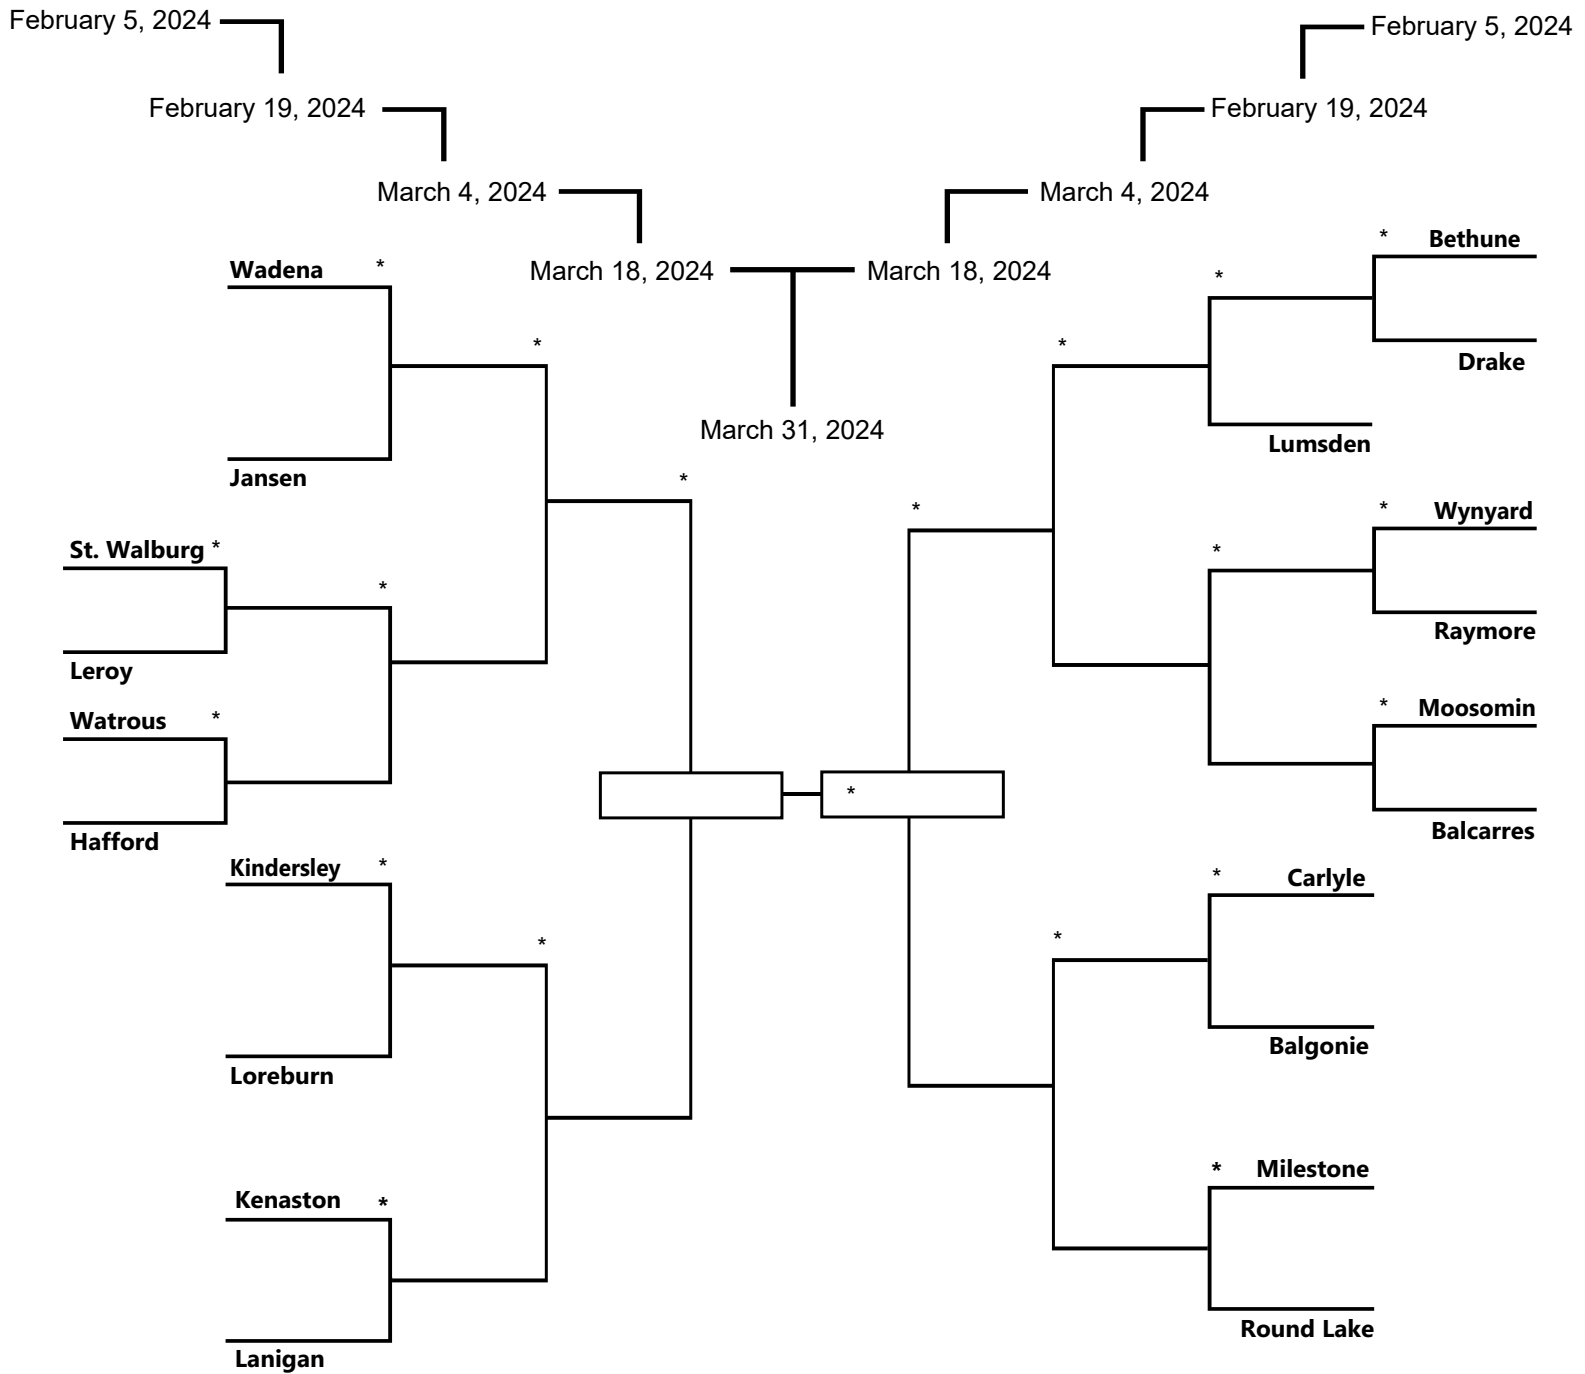 February 5, 2024
February 5, 2024
February 19, 2024
February 19, 2024
March 4, 2024
March 4, 2024
* Bethune
Wadena *
March 18, 2024
March 18, 2024
*
*
*
Drake
March 31, 2024
Lumsden
Jansen
*
*
* Wynyard
St. Walburg *
*
*
Raymore
Leroy
Watrous *
* Moosomin
*
Balcarres
Hafford
Kindersley *
* Carlyle
*
*
Balgonie
Loreburn
* Milestone
Kenaston *
Round Lake
Lanigan